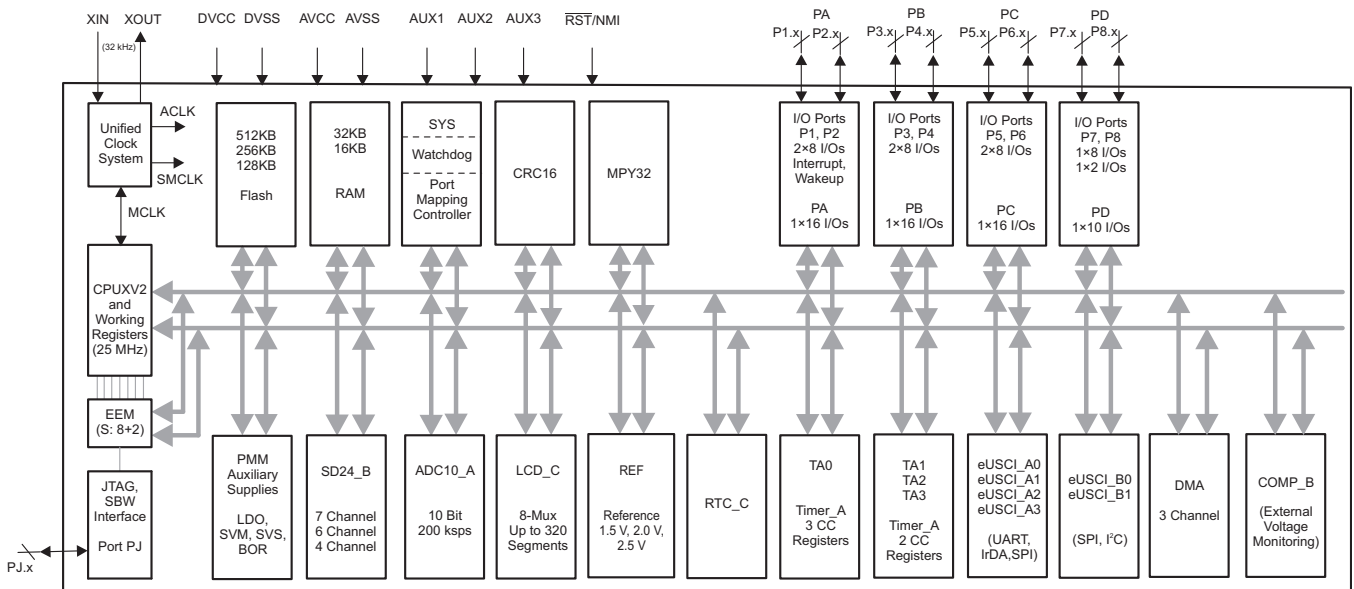 XIN XOUT DVCC DVSS AVCC AVSS AUX1 AUX2 AUX3 RST/NMI
(32 kHz)
PA
P1.x P2.x
PB
P3.x P4.x
PC
P5.x P6.x
PD
P7.x P8.x
Unified
Clock
System
ACLK
SMCLK
MCLK
512KB
256KB
128KB
Flash
32KB
16KB
RAM
SYS
Watchdog
Port
Mapping
Controller
CRC16
MPY32
I/O Ports
P1, P2
2×8 I/Os
Interrupt,
Wakeup
PA
1×16 I/Os
I/O Ports
P3, P4
2×8 I/Os
PB
1×16 I/Os
I/O Ports
P5, P6
2×8 I/Os
PC
1×16 I/Os
I/O Ports
P7, P8
1×8 I/Os
1×2 I/Os
PD
1×10 I/Os
CPUXV2
and
Working
Registers
(25 MHz)
EEM
(S: 8+2)
JTAG,
SBW
Interface
Port PJ
PJ.x
PMM
Auxiliary
Supplies
LDO,
SVM, SVS,
BOR
SD24_B
7 Channel
6 Channel
4 Channel
ADC10_A
10 Bit
200 ksps
LCD_C
8-Mux
Up to 320
Segments
REF
Reference
1.5 V, 2.0 V,
2.5 V
RTC_C
TA0
Timer_A
3 CC
Registers
TA1
TA2
TA3
Timer_A
2 CC
Registers
eUSCI_A0
eUSCI_A1
eUSCI_A2
eUSCI_A3
(UART,
IrDA,SPI)
eUSCI_B0
eUSCI_B1
(SPI, I²C)
DMA
3 Channel
COMP_B
(External
Voltage
Monitoring)